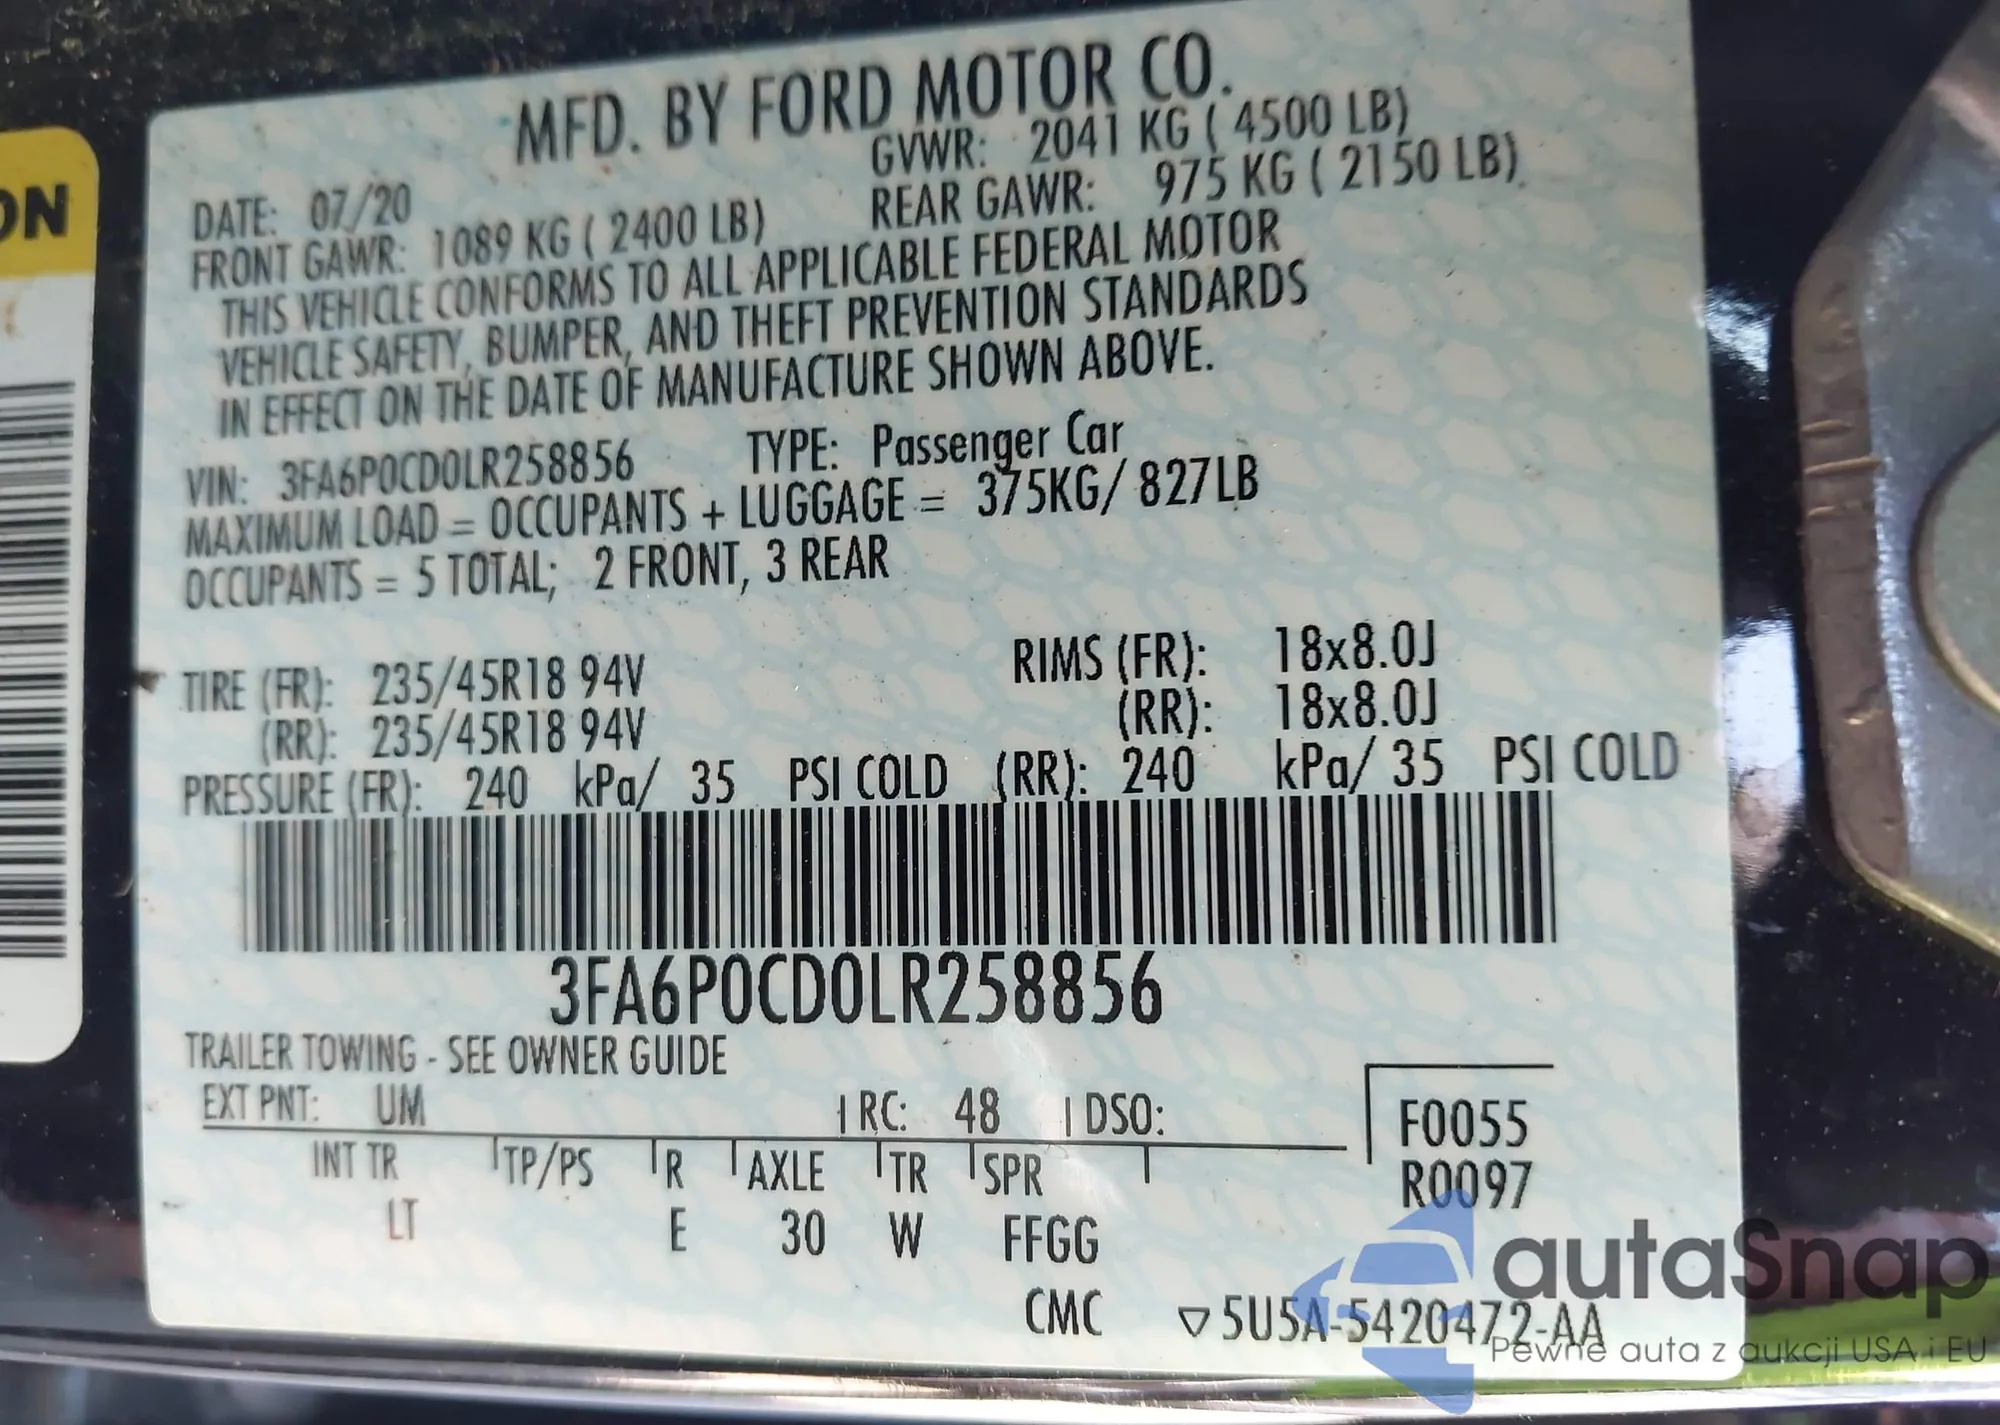 ON
MFD. BY FORD MOTOR CO.
DATE: 07/20 GVWR: 2041 KG ( 4500 LB)
FRONT GAWR: 1089 KG ( 2400 LB) REAR GAWR: 975 KG ( 2150 LB)
THIS VEHICLE CONFORMS TO ALL APPLICABLE FEDERAL MOTOR
VEHICLE SAFETY, BUMPER, AND THEFT PREVENTION STANDARDS
IN EFFECT ON THE DATE OF MANUFACTURE SHOWN ABOVE.
VIN: 3FA6P0CD0LR258856 TYPE: Passenger Car
MAXIMUM LOAD = OCCUPANTS + LUGGAGE = 375KG/ 827LB
OCCUPANTS = 5 TOTAL; 2 FRONT, 3 REAR
TIRE (FR): 235/45R18 94V RIMS (FR): 18x8.0J
(RR): 235/45R18 94V (RR): 18x8.0J
PRESSURE (FR): 240 kPa/ 35 PSI COLD (RR): 240 kPa/ 35 PSI COLD
3FA6P0CD0LR258856
TRAILER TOWING - SEE OWNER GUIDE
EXT PNT: UM RC: 48 DSO: F0055
INT TR TP/PS R AXLE TR SPR R0097
LT E 30 W FFGG
CMC ▽5U5A-5420472-AA
autaSnap
Pewne auta z aukcji USA i EU